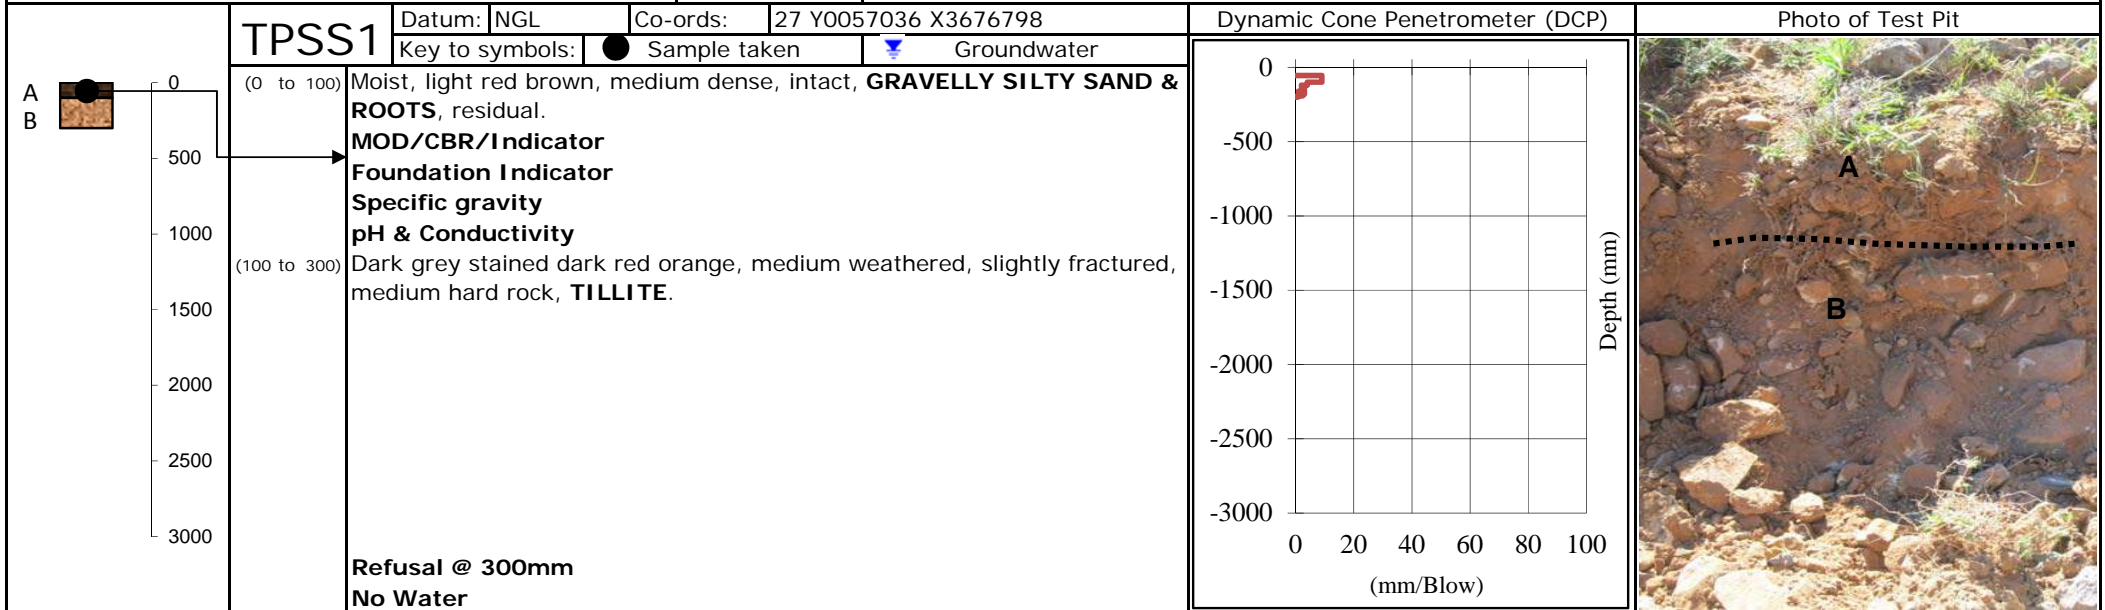 TPSS1
Datum: NGL Co-ords: 27 Y0057036 X3676798
Key to symbols: Sample taken Groundwater
Dynamic Cone Penetrometer (DCP)
Photo of Test Pit
A
B
0
500
1000
1500
2000
2500
3000
(0 to 100) Moist, light red brown, medium dense, intact, GRAVELLY SILTY SAND &
ROOTS, residual.
MOD/CBR/Indicator
Foundation Indicator
Specific gravity
pH & Conductivity
(100 to 300) Dark grey stained dark red orange, medium weathered, slightly fractured,
medium hard rock, TILLITE.
Refusal @ 300mm
No Water
0
-500
-1000
-1500
-2000
-2500
-3000
0 20 40 60 80 100
(mm/Blow)
Depth (mm)
A
B